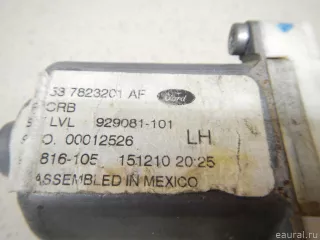 38 7823201 AF Ford
CRB
LVL 929081-101
O. 00012526 LH
816-105 151210 20:25
ASSEMBLED IN MEXICO
© eaural.ru